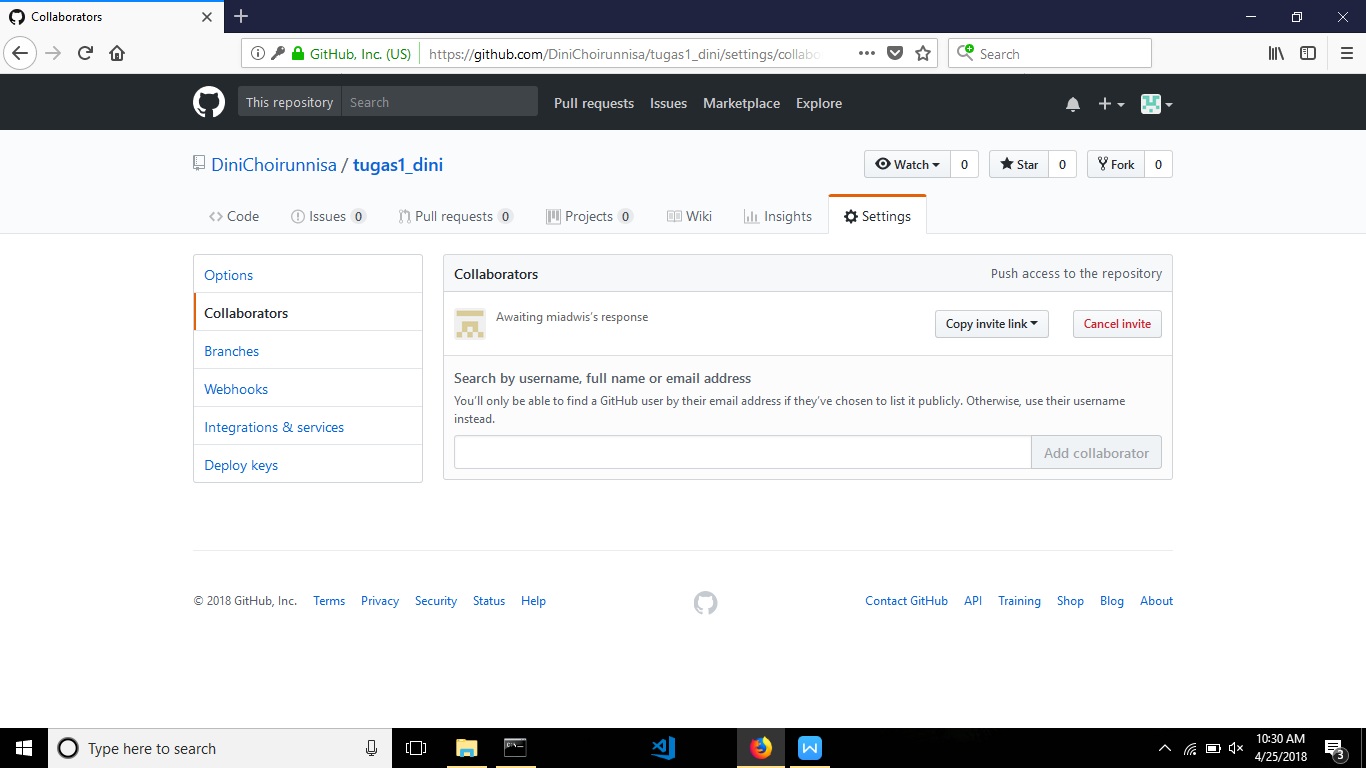 Collaborators
GitHub, Inc. (US)
https://github.com/DiniChoirunnisa/tugas1_dini/settings/collabo
Search
This repository
Search
Pull requests
Issues
Marketplace
Explore
DiniChoirunnisa / tugas1_dini
Watch 0
Star 0
Fork 0
Code
Issues 0
Pull requests 0
Projects 0
Wiki
Insights
Settings
Options
Collaborators
Branches
Webhooks
Integrations & services
Deploy keys
Collaborators
Push access to the repository
Awaiting miadwis's response
Copy invite link
Cancel invite
Search by username, full name or email address
You'll only be able to find a GitHub user by their email address if they've chosen to list it publicly. Otherwise, use their username
instead.
Add collaborator
© 2018 GitHub, Inc.
Terms
Privacy
Security
Status
Help
Contact GitHub
API
Training
Shop
Blog
About
Type here to search
10:30 AM
4/25/2018
3